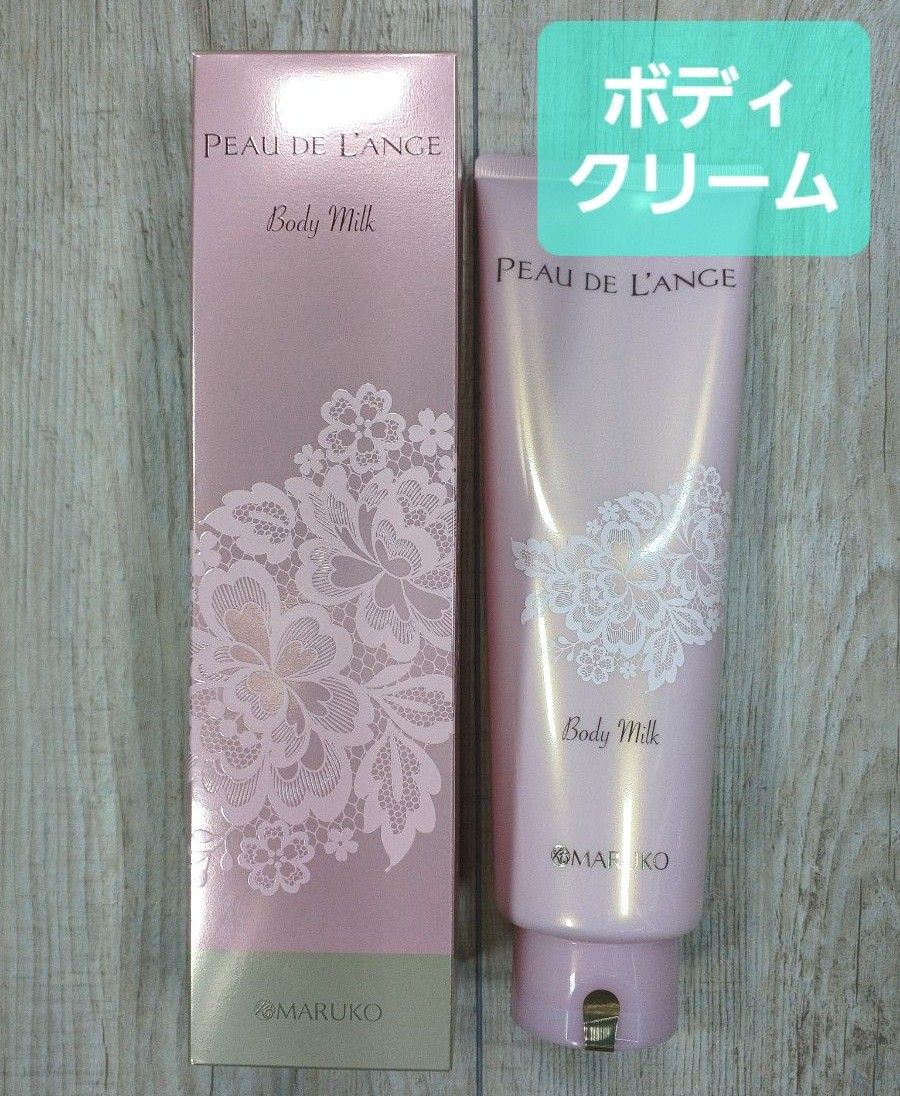 ボディ
クリーム
PEAU DE L'ANGE
Body Milk
MARUKO
PEAU DE L'ANGE
Body Milk
MARUKO